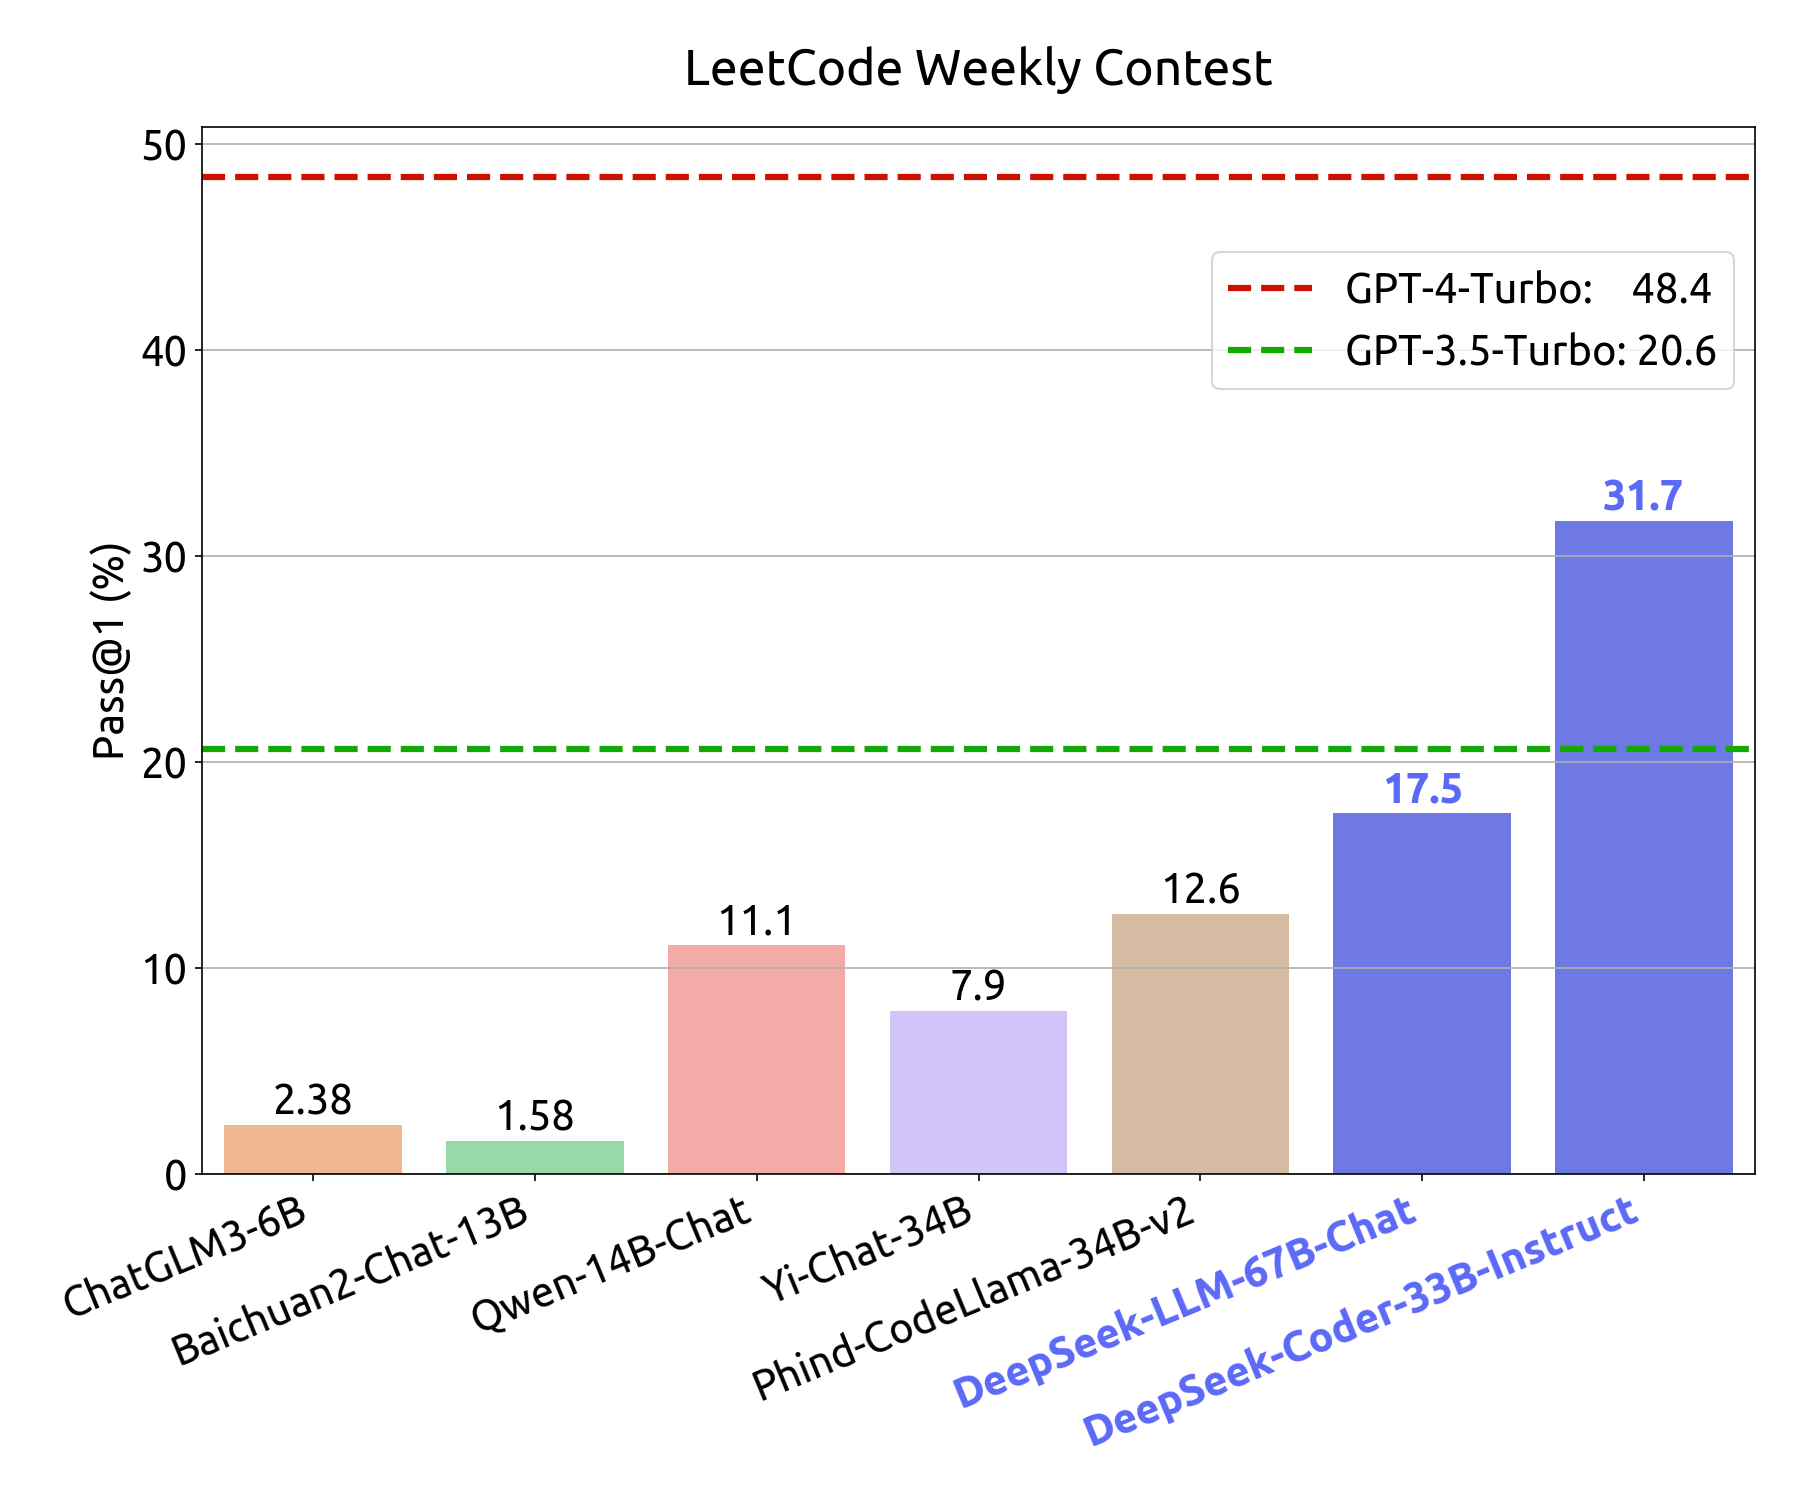 LeetCode Weekly Contest
50
40
30
20
10
0
Pass@1 (%)
GPT-4-Turbo: 48.4
GPT-3.5-Turbo: 20.6
2.38
1.58
11.1
7.9
12.6
17.5
31.7
ChatGLM3-6B
Baichuan2-Chat-13B
Qwen-14B-Chat
Yi-Chat-34B
Phind-CodeLlama-34B-v2
DeepSeek-LLM-67B-Chat
DeepSeek-Coder-33B-Instruct